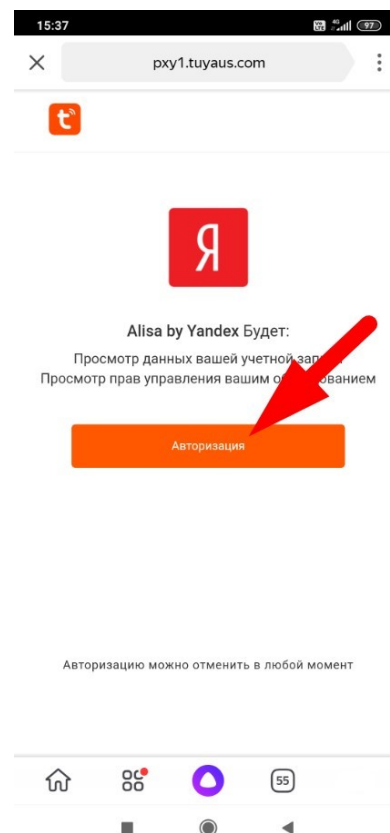 15:37
97
pxy1.tuyaus.com
Я
Alisa by Yandex Будет:
Просмотр данных вашей учетной
Просмотр прав управления вашим
Авторизация
Авторизацию можно отменить в любой момент
55